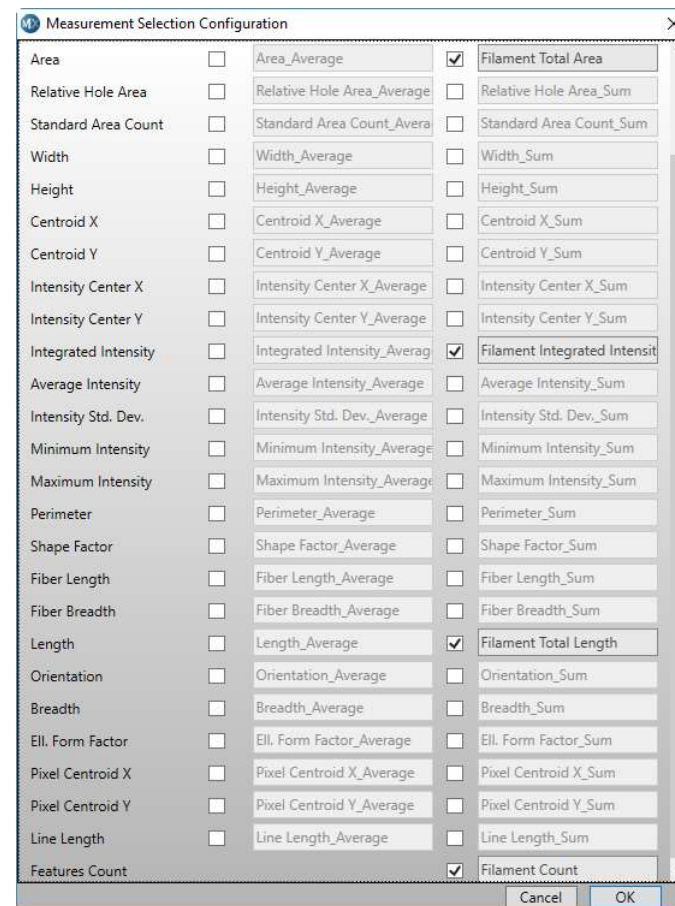 MX Measurement Selection Configuration
Area Area_Average Filament Total Area
Relative Hole Area Relative Hole Area_Average Relative Hole Area_Sum
Standard Area Count Standard Area Count_Avera Standard Area Count_Sum
Width Width_Average Width_Sum
Height Height_Average Height_Sum
Centroid X Centroid X_Average Centroid X_Sum
Centroid Y Centroid Y_Average Centroid Y_Sum
Intensity Center X Intensity Center X_Average Intensity Center X_Sum
Intensity Center Y Intensity Center Y_Average Intensity Center Y_Sum
Integrated Intensity Integrated Intensity_Averag Filament Integrated Intensit
Average Intensity Average Intensity_Average Average Intensity_Sum
Intensity Std. Dev. Intensity Std. Dev._Average Intensity Std. Dev._Sum
Minimum Intensity Minimum Intensity_Average Minimum Intensity_Sum
Maximum Intensity Maximum Intensity_Average Maximum Intensity_Sum
Perimeter Perimeter_Average Perimeter_Sum
Shape Factor Shape Factor_Average Shape Factor_Sum
Fiber Length Fiber Length_Average Fiber Length_Sum
Fiber Breadth Fiber Breadth_Average Fiber Breadth_Sum
Length Length_Average Filament Total Length
Orientation Orientation_Average Orientation_Sum
Breadth Breadth_Average Breadth_Sum
Ell. Form Factor Ell. Form Factor_Average Ell. Form Factor_Sum
Pixel Centroid X Pixel Centroid X_Average Pixel Centroid X_Sum
Pixel Centroid Y Pixel Centroid Y_Average Pixel Centroid Y_Sum
Line Length Line Length_Average Line Length_Sum
Features Count Filament Count
Cancel OK